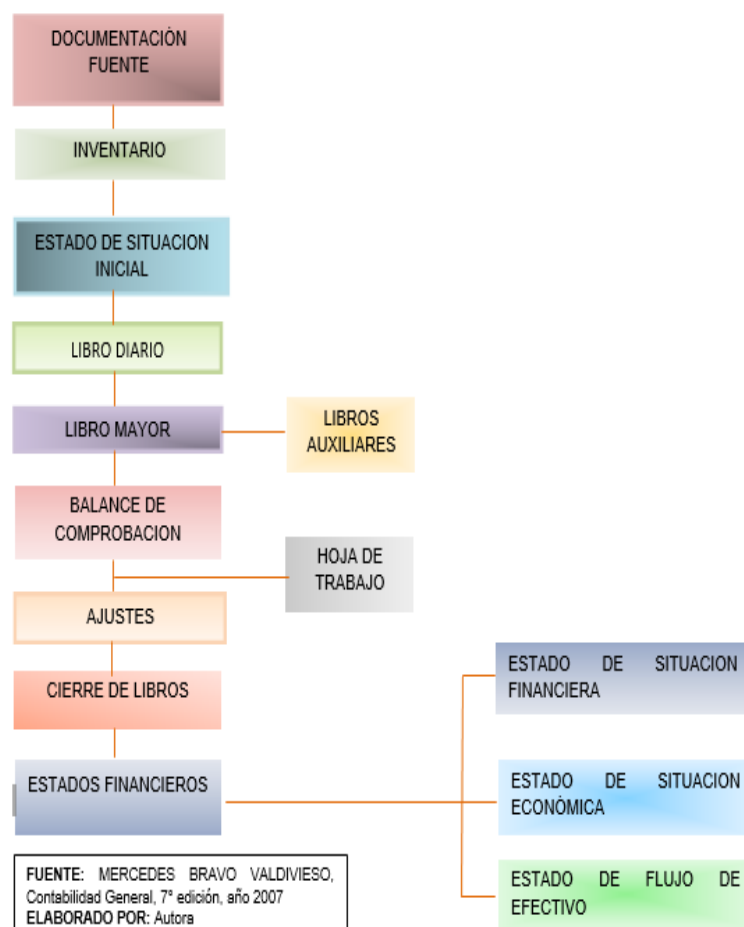 DOCUMENTACIÓN
FUENTE
INVENTARIO
ESTADO DE SITUACION
INICIAL
LIBRO DIARIO
LIBRO MAYOR
LIBROS
AUXILIARES
BALANCE DE
COMPROBACION
HOJA DE
TRABAJO
AJUSTES
CIERRE DE LIBROS
ESTADOS FINANCIEROS
ESTADO DE SITUACION
FINANCIERA
ESTADO DE SITUACION
ECONÓMICA
ESTADO DE FLUJO DE
EFECTIVO
FUENTE: MERCEDES BRAVO VALDIVIESO,
Contabilidad General, 7º edición, año 2007
ELABORADO POR: Autora